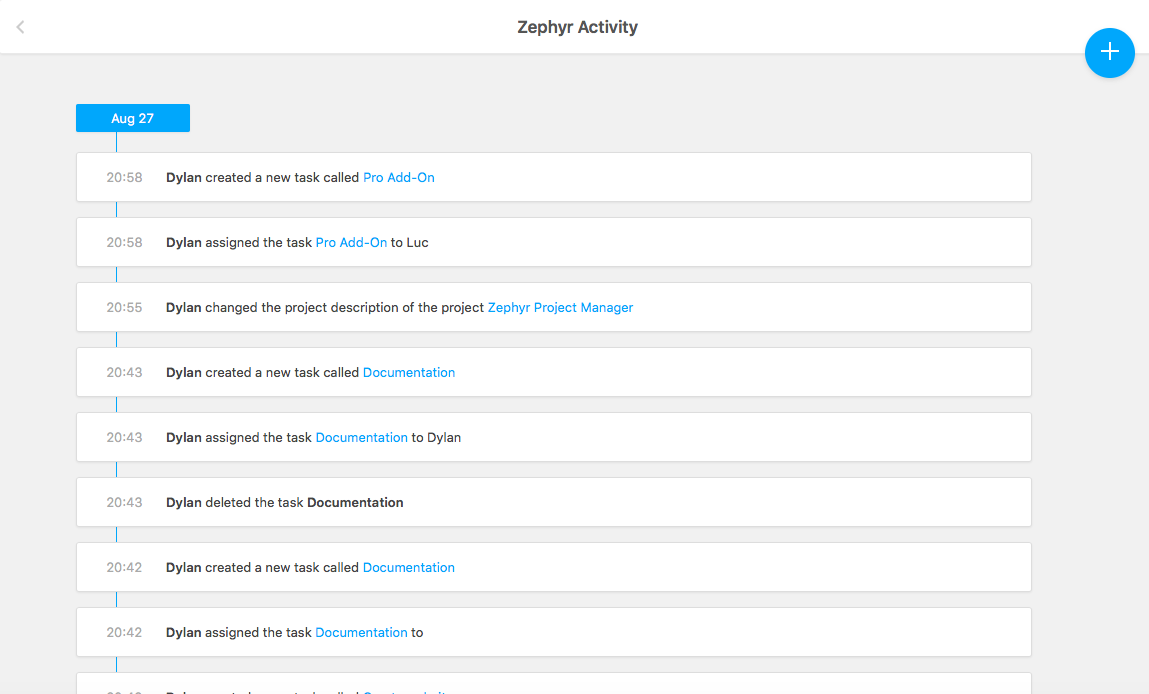 Zephyr Activity
Aug 27
20:58 Dylan created a new task called Pro Add-On
20:58 Dylan assigned the task Pro Add-On to Luc
20:55 Dylan changed the project description of the project Zephyr Project Manager
20:43 Dylan created a new task called Documentation
20:43 Dylan assigned the task Documentation to Dylan
20:43 Dylan deleted the task Documentation
20:42 Dylan created a new task called Documentation
20:42 Dylan assigned the task Documentation to